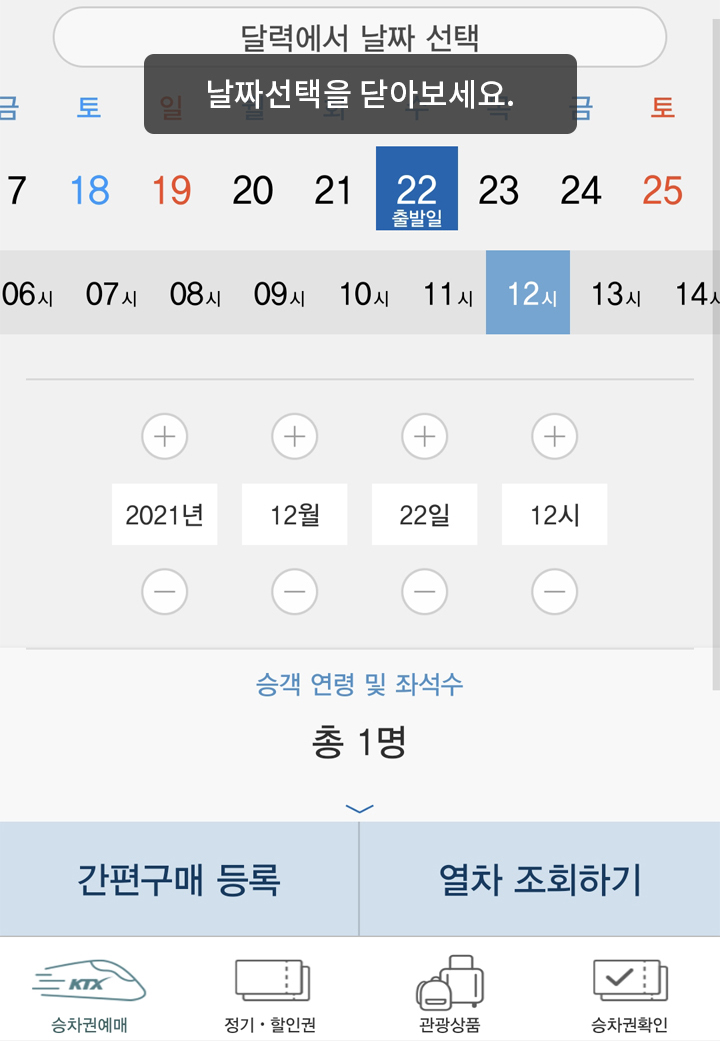 달력에서 날짜 선택
날짜선택을 닫아보세요.
금 토 일 월 화 수 목 금 토
7 18 19 20 21 22 23 24 25
출발일
06시 07시 08시 09시 10시 11시 12시 13시 14시
2021년 12월 22일 12시
승객 연령 및 좌석수
총 1명
간편구매 등록 열차 조회하기
KTX
승차권예매 정기·할인권 관광상품 승차권확인